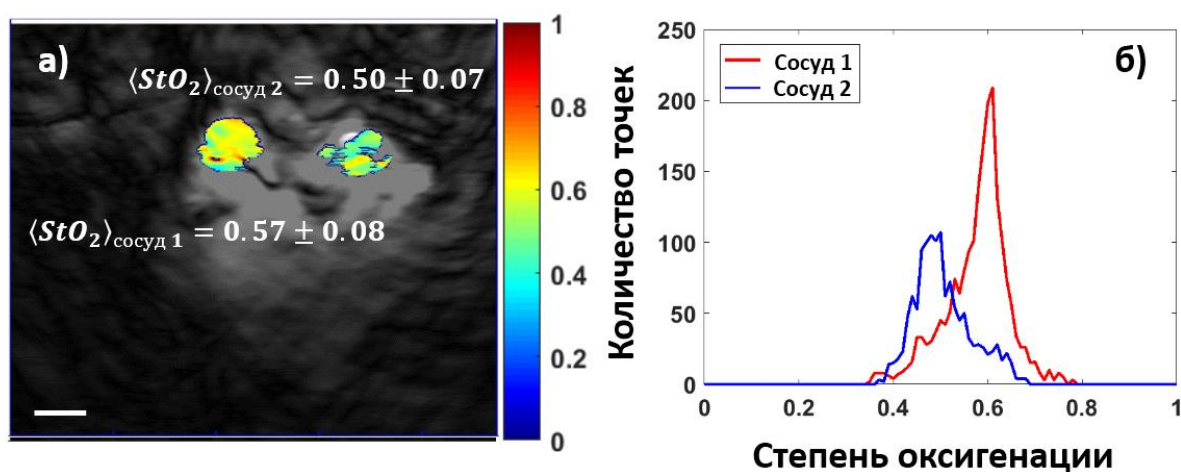 а)
⟨StO₂⟩сосуд 2 = 0.50 ± 0.07
⟨StO₂⟩сосуд 1 = 0.57 ± 0.08
1
0.8
0.6
0.4
0.2
0
б)
Сосуд 1
Сосуд 2
Количество точек
250
200
150
100
50
0
0 0.2 0.4 0.6 0.8 1
Степень оксигенации